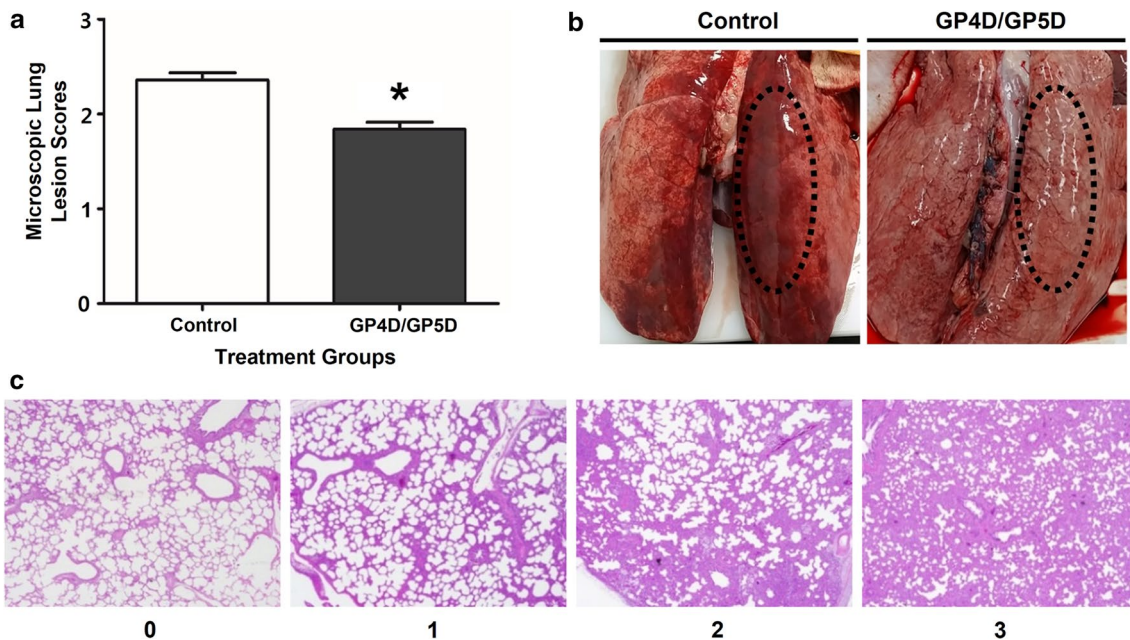 a
3
2
1
0
Microscopic Lung
Lesion Scores
*
Control
GP4D/GP5D
Treatment Groups
b
Control
GP4D/GP5D
c
0
1
2
3